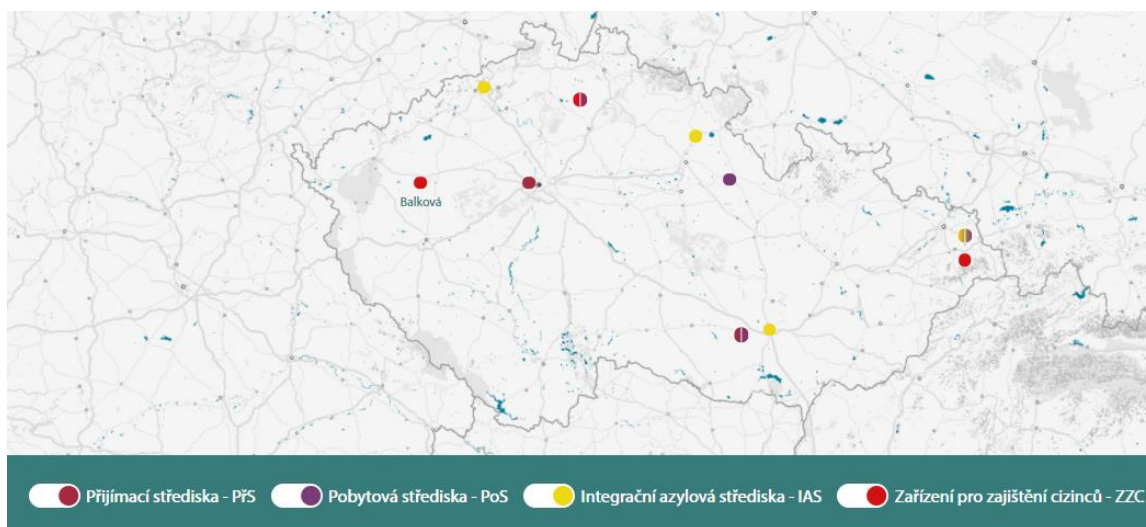 Balková
Přijímací střediska - PřS
Pobytová střediska - PoS
Integrační azylová střediska - IAS
Zařízení pro zajištění cizinců - ZZC